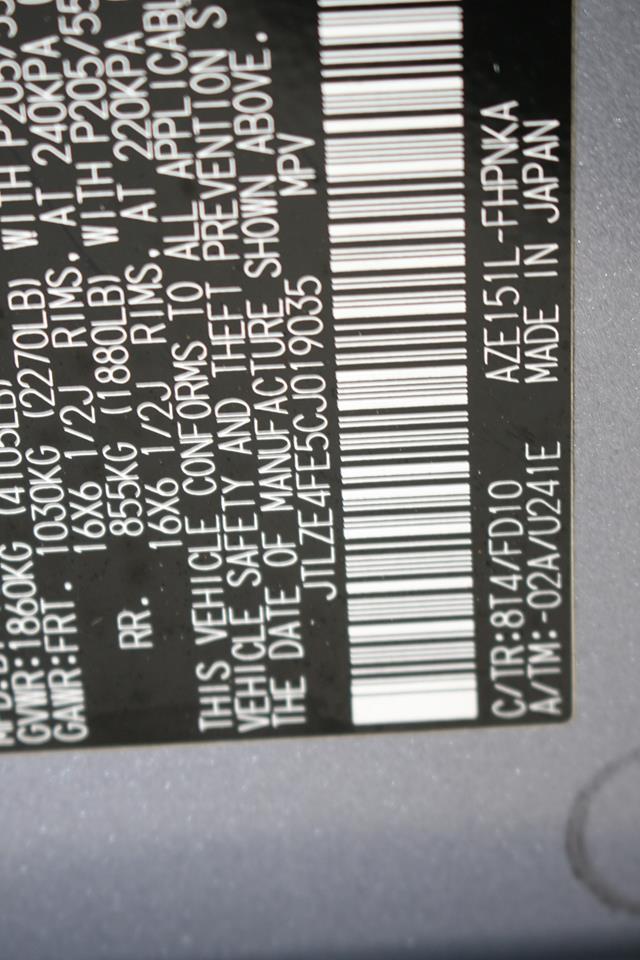 GVWR:1860KG (4105LB)
GAWR:FRT. 1030KG (2270LB) WITH P205/55
16X6 1/2J RIMS. AT 240KPA
RR. 855KG (1880LB) WITH P205/55
16X6 1/2J RIMS. AT 220KPA
THIS VEHICLE CONFORMS TO ALL
VEHICLE SAFETY AND THEFT PREVENTION
THE DATE OF MANUFACTURE SHOWN ABOVE.
JTLZE4FE5CJ019035 MPV
C/TR:8T4/FD10 AZE151L-FHPNKA
A/TM:-02A/U241E MADE IN JAPAN